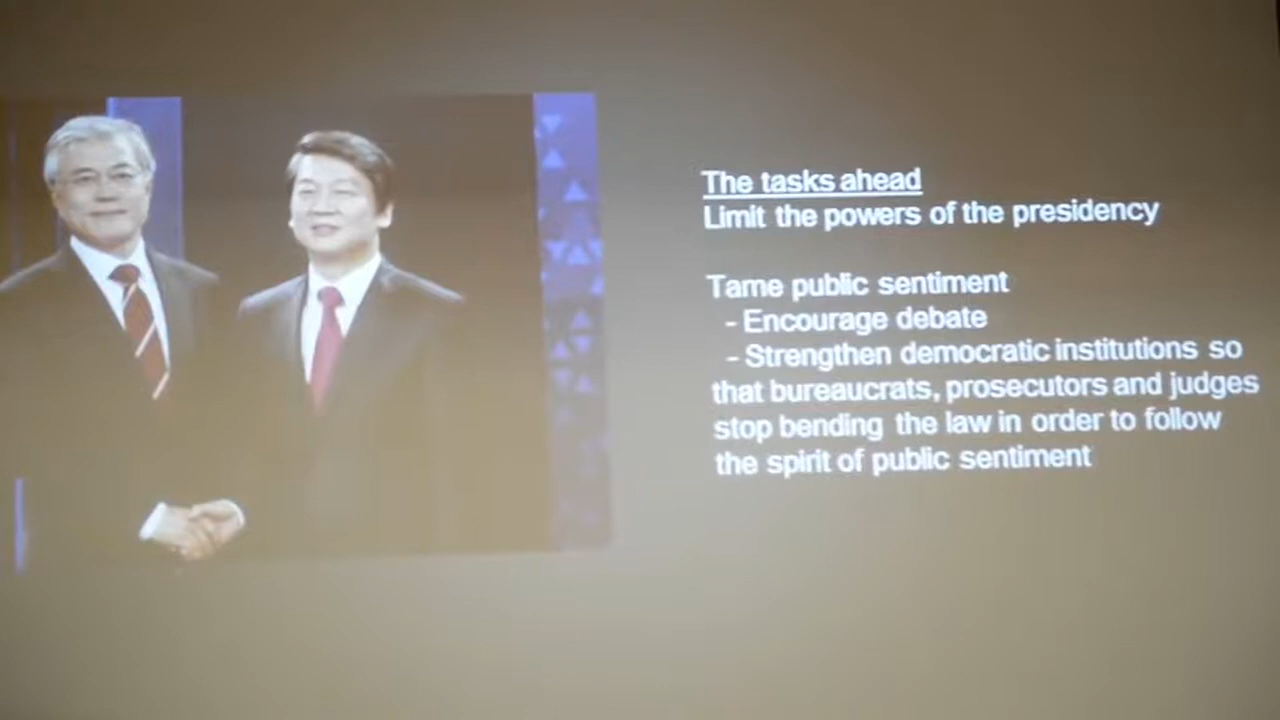 The tasks ahead
Limit the powers of the presidency
Tame public sentiment
- Encourage debate
- Strengthen democratic institutions so
that bureaucrats, prosecutors and judges
stop bending the law in order to follow
the spirit of public sentiment